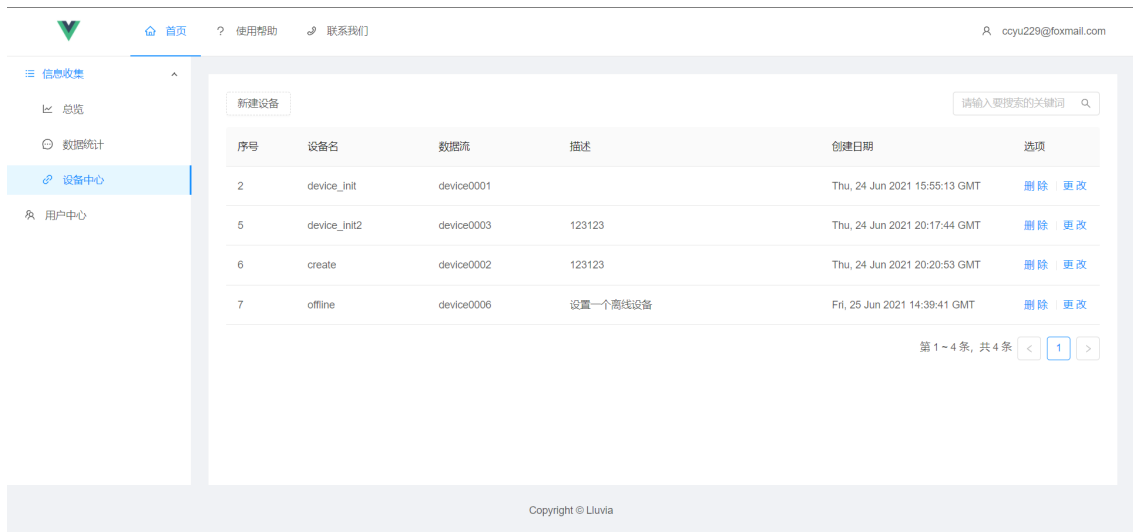 首页 使用帮助 联系我们 ccyu229@foxmail.com
信息收集
总览
数据统计
设备中心
用户中心
新建设备 请输入要搜索的关键词
序号 设备名 数据流 描述 创建日期 选项
2 device_init device0001 Thu, 24 Jun 2021 15:55:13 GMT 删除 更改
5 device_init2 device0003 123123 Thu, 24 Jun 2021 20:17:44 GMT 删除 更改
6 create device0002 123123 Thu, 24 Jun 2021 20:20:53 GMT 删除 更改
7 offline device0006 设置一个离线设备 Fri, 25 Jun 2021 14:39:41 GMT 删除 更改
第 1 ~ 4 条, 共 4 条 < 1 >
Copyright © Lluvia